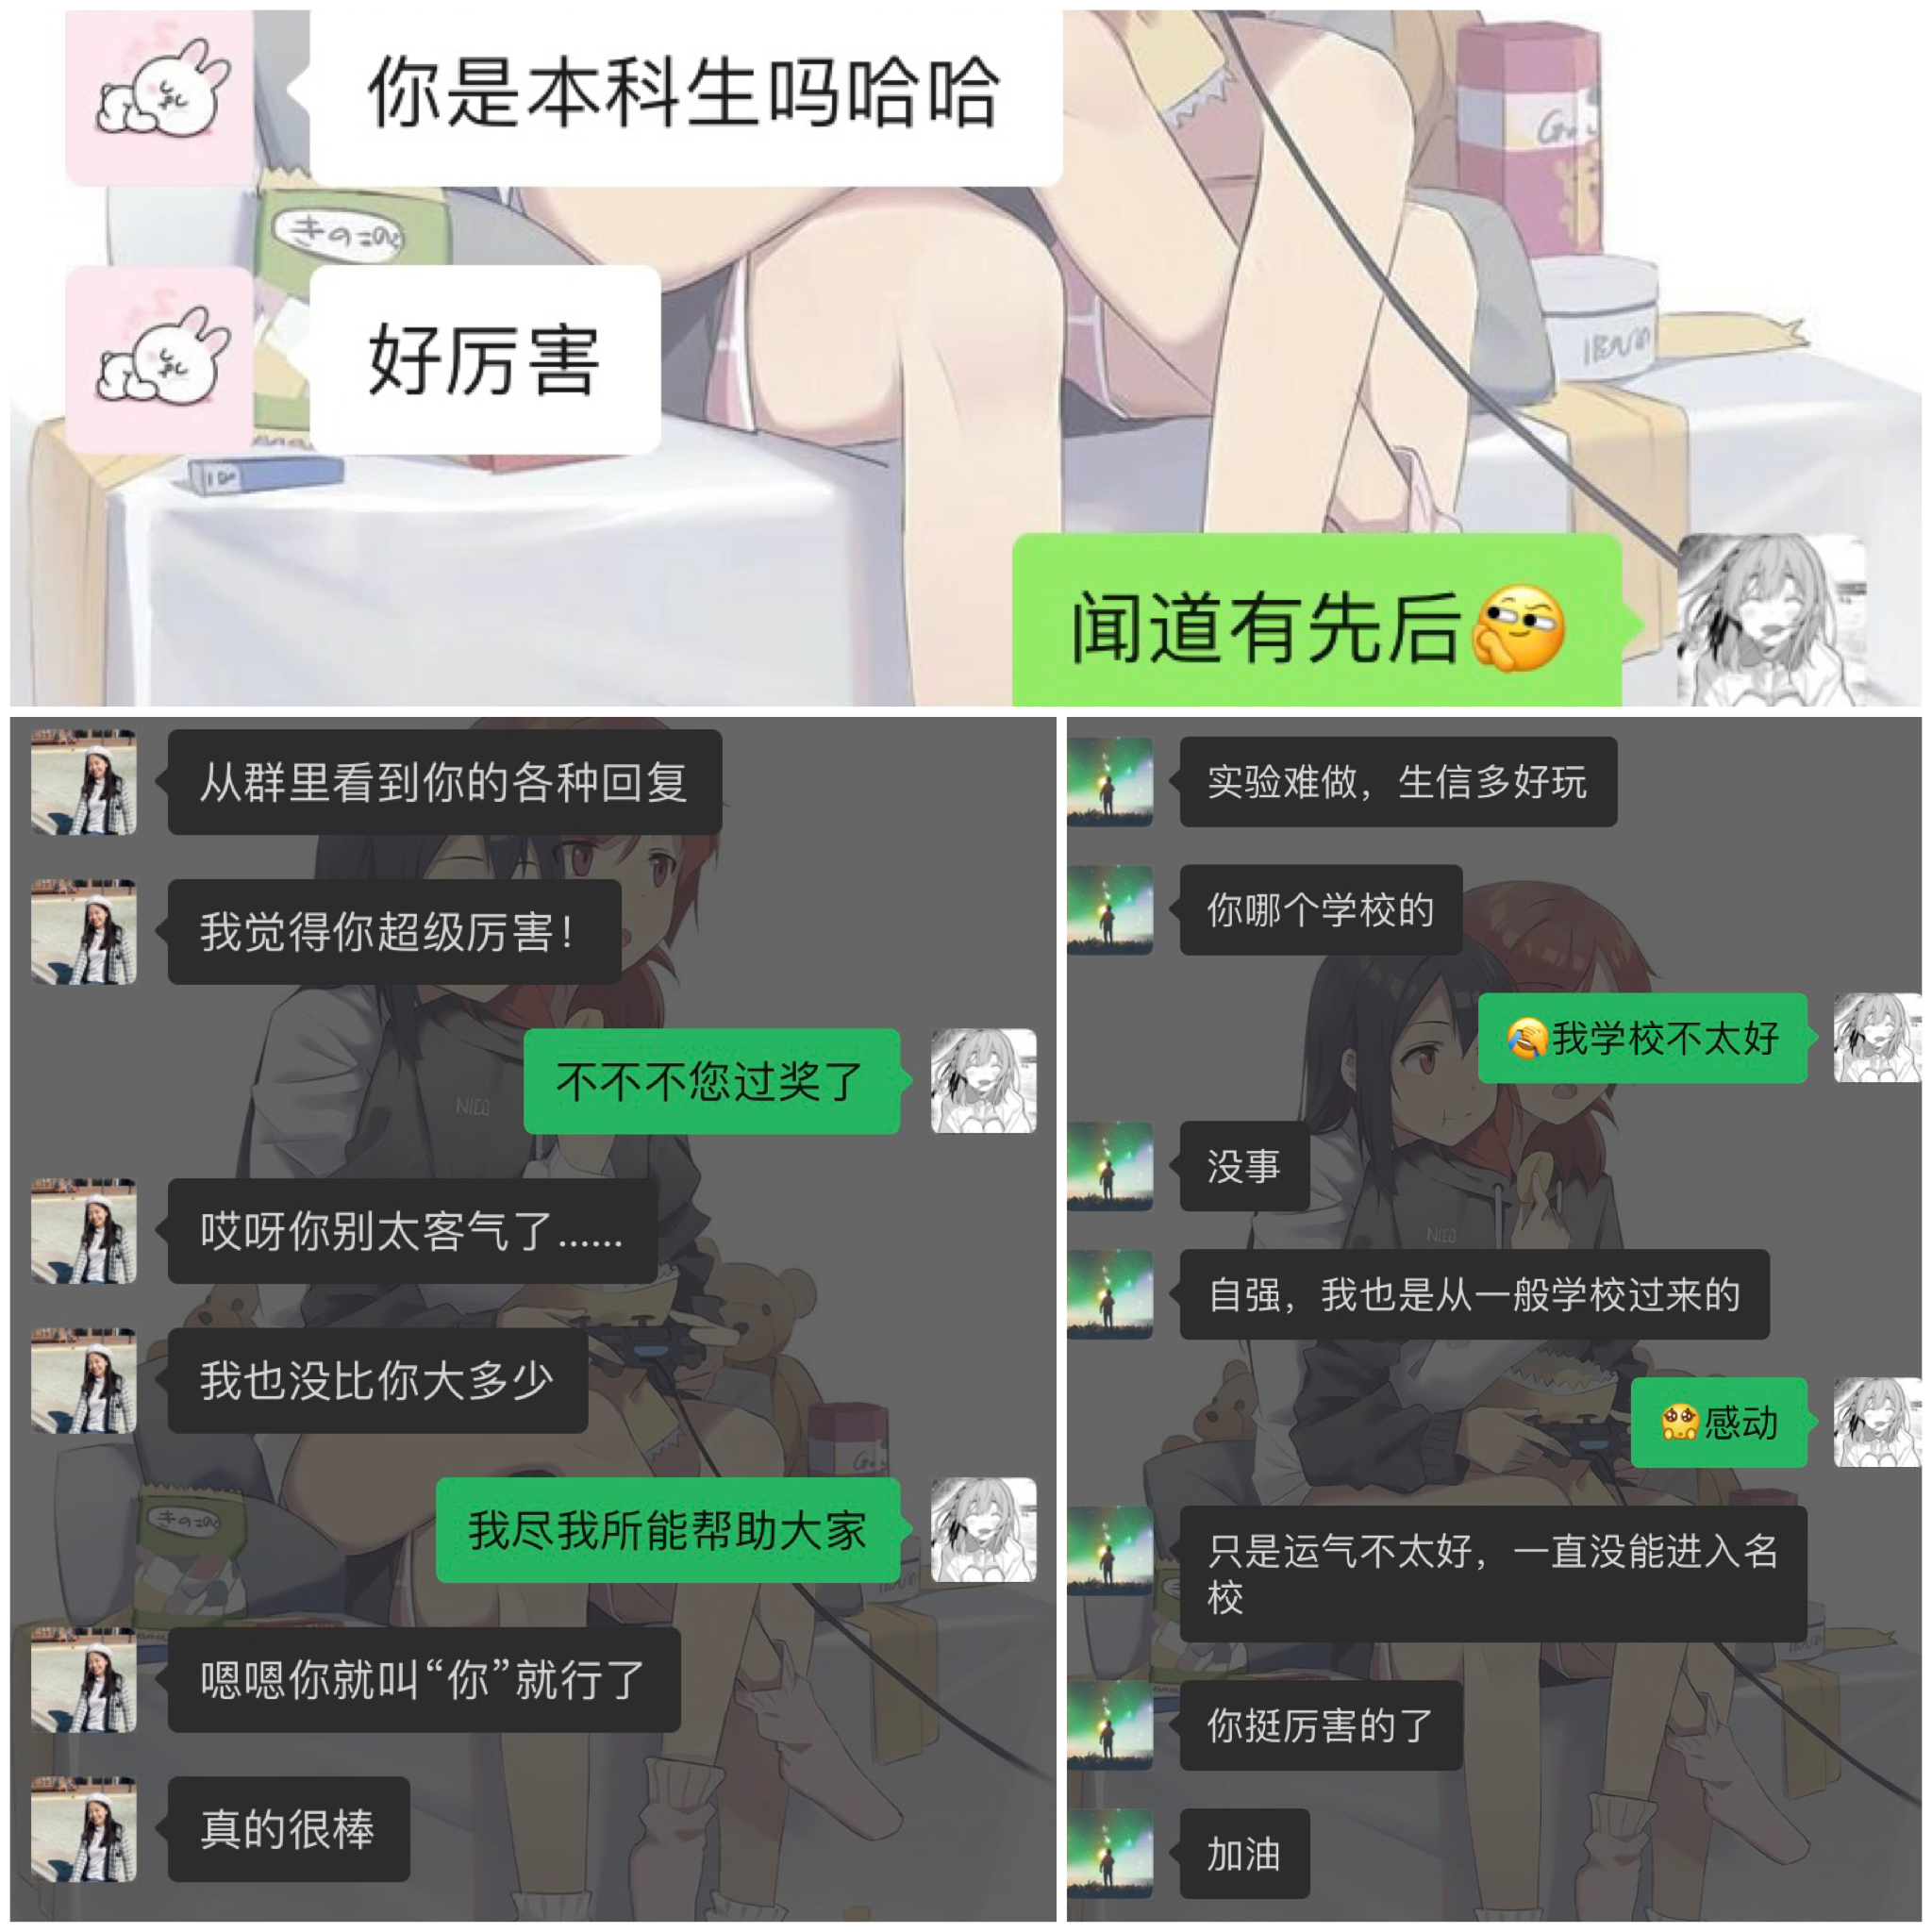 你是本科生吗哈哈
きのこの
好厉害
闻道有先后
从群里看到你的各种回复
我觉得你超级厉害！
不不不您过奖了
NICO
哎呀你别太客气了……
我也没比你大多少
我尽我所能帮助大家
嗯嗯你就叫“你”就行了
真的很棒
实验难做，生信多好玩
你哪个学校的
我学校不太好
没事
NICO
自强，我也是从一般学校过来的
感动
只是运气不太好，一直没能进入名
校
你挺厉害的了
加油